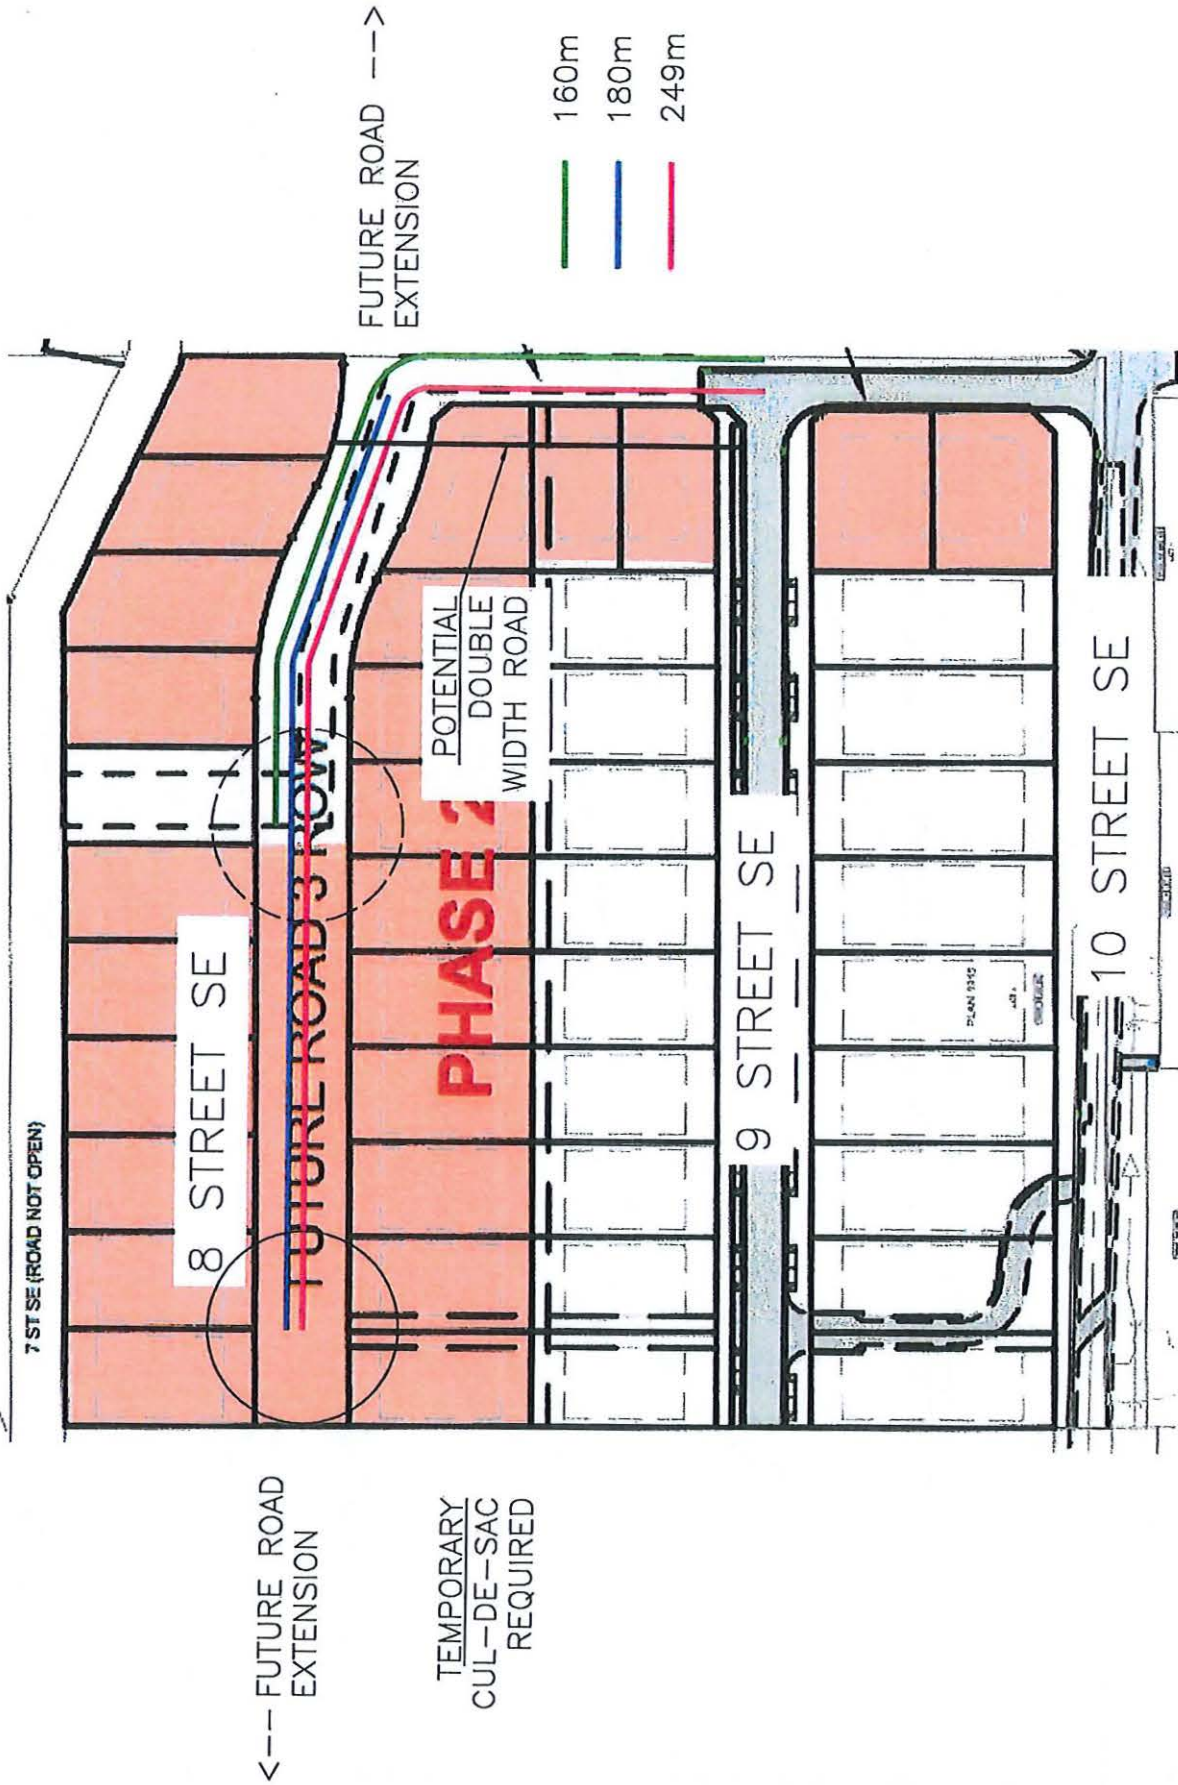 7 ST SE (ROAD NOT OPEN)
<-- FUTURE ROAD
EXTENSION
8 STREET SE
FUTURE ROAD 3 ROW
FUTURE ROAD -->
EXTENSION
TEMPORARY
CUL-DE-SAC
REQUIRED
PHASE 2
POTENTIAL
DOUBLE
WIDTH ROAD
160m
180m
249m
9 STREET SE
PLAN 9945
10 STREET SE